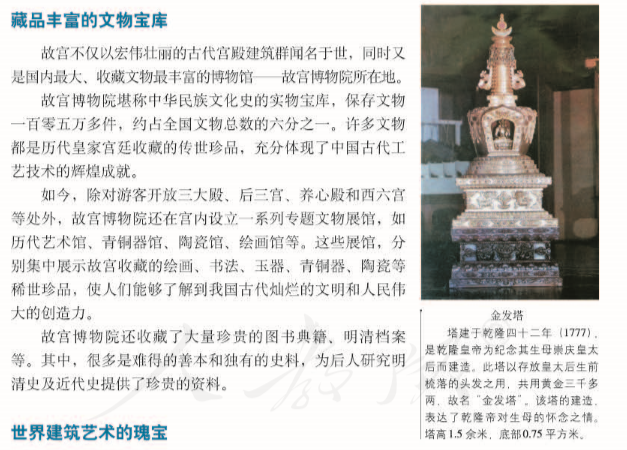 藏品丰富的文物宝库
故宫不仅以宏伟壮丽的古代宫殿建筑群闻名于世，同时又
是国内最大、收藏文物最丰富的博物馆——故宫博物院所在地。
故宫博物院堪称中华民族文化史的实物宝库，保存文物
一百零五万多件，约占全国文物总数的六分之一。许多文物
都是历代皇家宫廷收藏的传世珍品，充分体现了中国古代工
艺技术的辉煌成就。
如今，除对游客开放三大殿、后三宫、养心殿和西六宫
等处外，故宫博物院还在宫内设立一系列专题文物展馆，如
历代艺术馆、青铜器馆、陶瓷馆、绘画馆等。这些展馆，分
别集中展示故宫收藏的绘画、书法、玉器、青铜器、陶瓷等
稀世珍品，使人们能够了解到我国古代灿烂的文明和人民伟
大的创造力。
故宫博物院还收藏了大量珍贵的图书典籍、明清档案
等。其中，很多是难得的善本和独有的史料，为后人研究明
清史及近代史提供了珍贵的资料。
世界建筑艺术的瑰宝
金发塔
塔建于乾隆四十二年（1777），
是乾隆皇帝为纪念其生母崇庆皇太
后而建造。此塔以存放皇太后生前
梳落的头发之用，共用黄金三千多
两，故名“金发塔”。该塔的建造，
表达了乾隆帝对生母的怀念之情。
塔高1.5余米，底部0.75平方米。